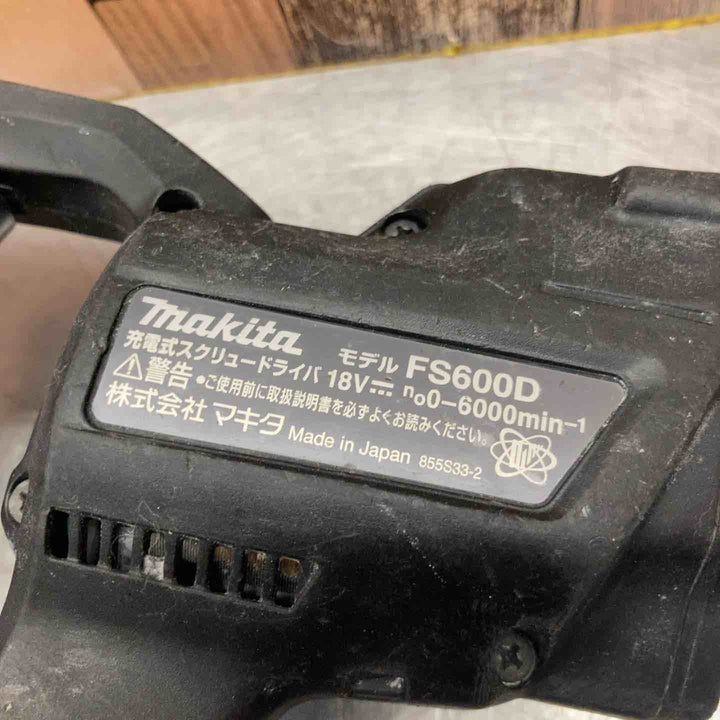 makita
充電式スクリュードライバ モデル FS600D
18V⎓ n₀0-6000min⁻¹
⚠警告 •ご使用前に取扱説明書を必ずよくお読みください。
株式会社 マキタ Made in Japan 855S33-2